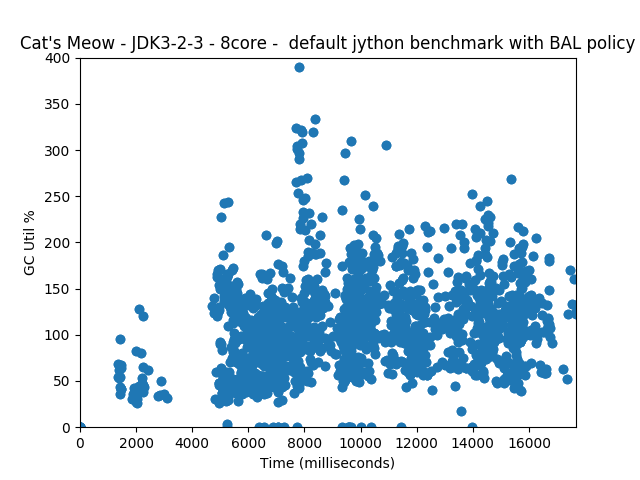 Cat's Meow - JDK3-2-3 - 8core -  default jython benchmark with BAL policy
400
350
300
250
200
150
100
50
0
GC Util %
0 2000 4000 6000 8000 10000 12000 14000 16000
Time (milliseconds)